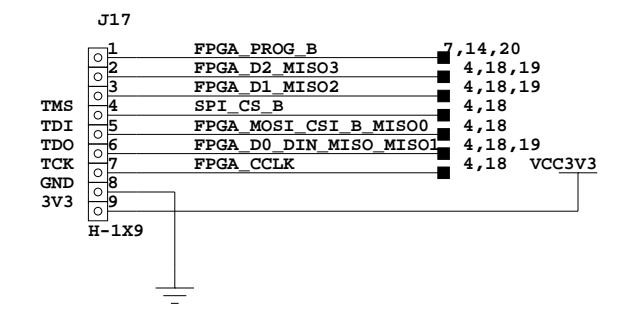 J17
1 FPGA_PROG_B 7,14,20
2 FPGA_D2_MISO3 4,18,19
3 FPGA_D1_MISO2 4,18,19
TMS 4 SPI_CS_B 4,18
TDI 5 FPGA_MOSI_CSI_B_MISO0 4,18
TDO 6 FPGA_D0_DIN_MISO_MISO1 4,18,19
TCK 7 FPGA_CCLK 4,18 VCC3V3
GND 8
3V3 9
H-1X9